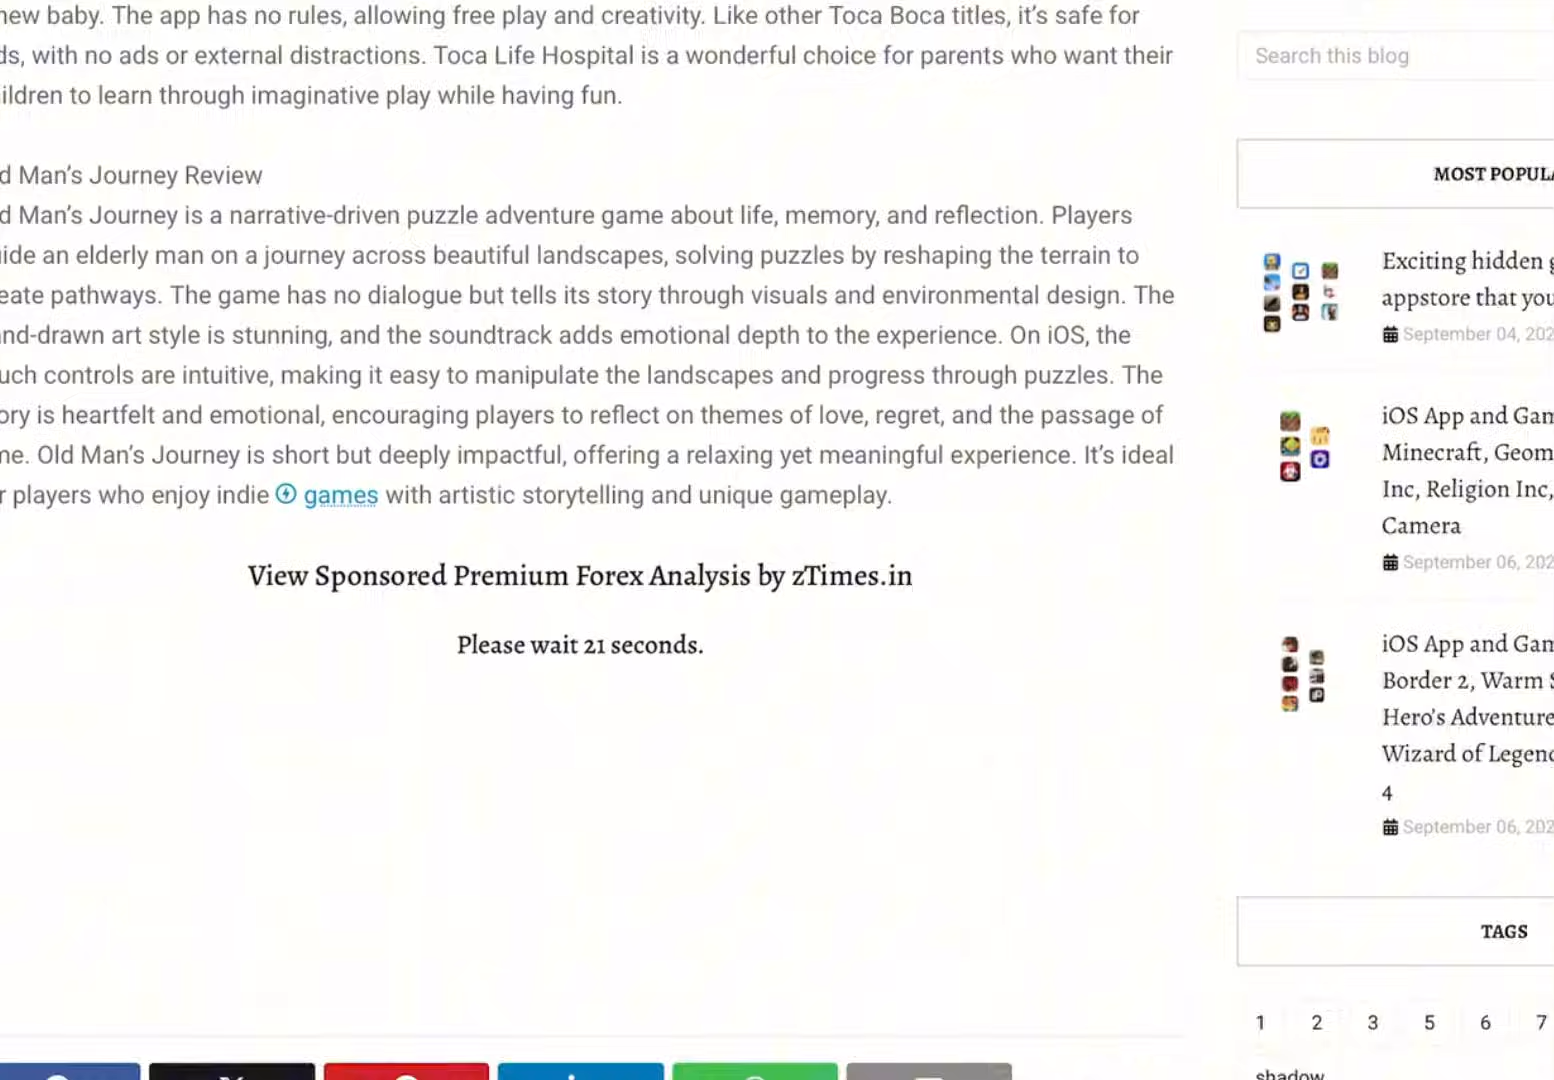 new baby. The app has no rules, allowing free play and creativity. Like other Toca Boca titles, it's safe for
ds, with no ads or external distractions. Toca Life Hospital is a wonderful choice for parents who want their
ildren to learn through imaginative play while having fun.
d Man's Journey Review
d Man's Journey is a narrative-driven puzzle adventure game about life, memory, and reflection. Players
ide an elderly man on a journey across beautiful landscapes, solving puzzles by reshaping the terrain to
eate pathways. The game has no dialogue but tells its story through visuals and environmental design. The
nd-drawn art style is stunning, and the soundtrack adds emotional depth to the experience. On iOS, the
uch controls are intuitive, making it easy to manipulate the landscapes and progress through puzzles. The
ory is heartfelt and emotional, encouraging players to reflect on themes of love, regret, and the passage of
me. Old Man's Journey is short but deeply impactful, offering a relaxing yet meaningful experience. It's ideal
r players who enjoy indie games with artistic storytelling and unique gameplay.
View Sponsored Premium Forex Analysis by zTimes.in
Please wait 21 seconds.
Search this blog
MOST POPULA
Exciting hidden g
appstore that you
September 04, 202
iOS App and Gam
Minecraft, Geom
Inc, Religion Inc,
Camera
September 06, 202
iOS App and Gam
Border 2, Warm S
Hero's Adventure
Wizard of Legend
4
September 06, 202
TAGS
1 2 3 5 6 7
shadow